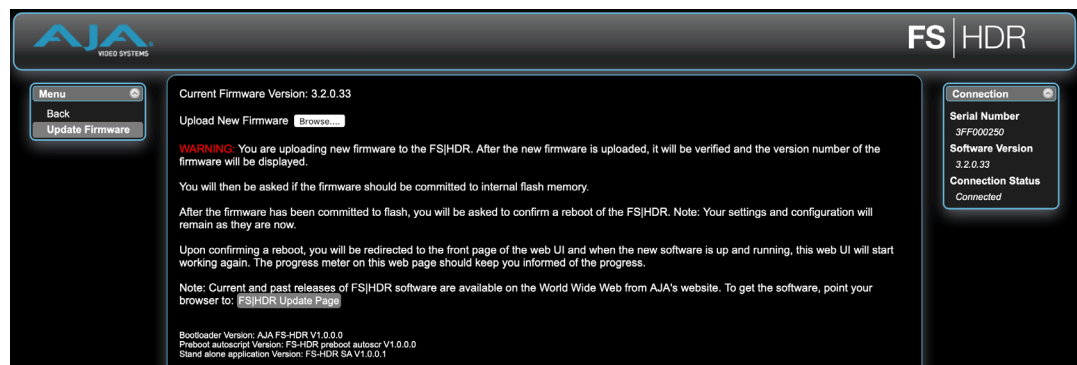 AJA
VIDEO SYSTEMS
FS HDR
Menu
Back
Update Firmware
Current Firmware Version: 3.2.0.33
Upload New Firmware Browse....
WARNING: You are uploading new firmware to the FS|HDR. After the new firmware is uploaded, it will be verified and the version number of the
firmware will be displayed.
You will then be asked if the firmware should be committed to internal flash memory.
After the firmware has been committed to flash, you will be asked to confirm a reboot of the FS|HDR. Note: Your settings and configuration will
remain as they are now.
Upon confirming a reboot, you will be redirected to the front page of the web UI and when the new software is up and running, this web UI will start
working again. The progress meter on this web page should keep you informed of the progress.
Note: Current and past releases of FS|HDR software are available on the World Wide Web from AJA's website. To get the software, point your
browser to: FS|HDR Update Page
Bootloader Version: AJA FS-HDR V1.0.0.0
Preboot autoscript Version: FS-HDR preboot autoscr V1.0.0.0
Stand alone application Version: FS-HDR SA V1.0.0.1
Connection
Serial Number
3FF000250
Software Version
3.2.0.33
Connection Status
Connected